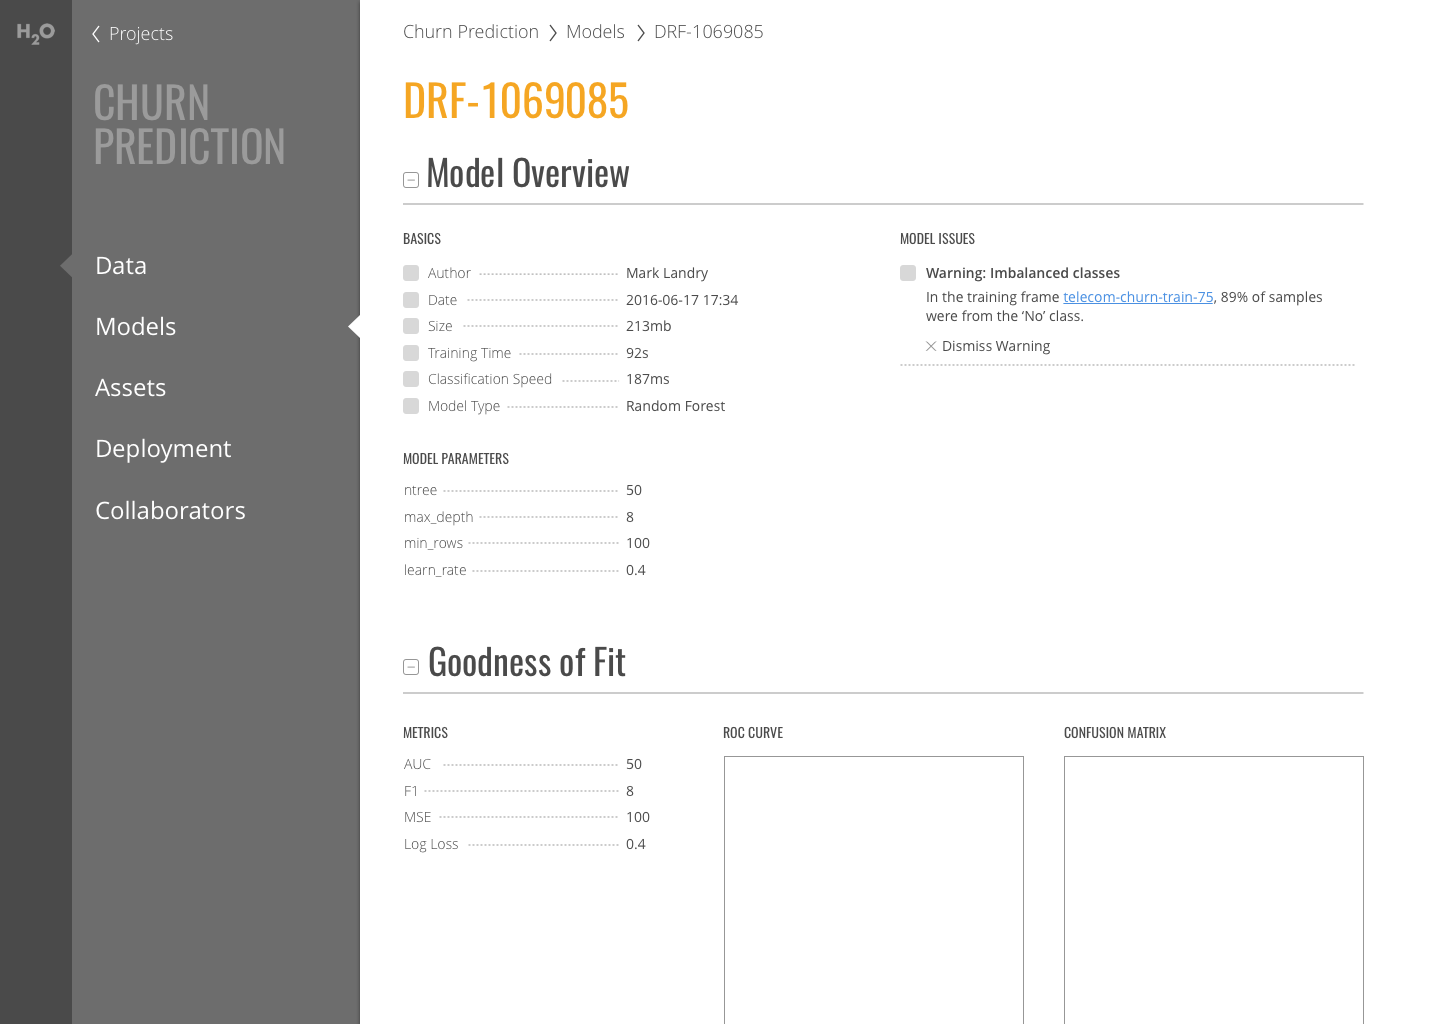 H2O
Projects
CHURN
PREDICTION
Data
Models
Assets
Deployment
Collaborators
Churn Prediction > Models > DRF-1069085
DRF-1069085
Model Overview
BASICS
Author Mark Landry
Date 2016-06-17 17:34
Size 213mb
Training Time 92s
Classification Speed 187ms
Model Type Random Forest
MODEL ISSUES
Warning: Imbalanced classes
In the training frame telecom-churn-train-75, 89% of samples
were from the ‘No’ class.
Dismiss Warning
MODEL PARAMETERS
ntree 50
max_depth 8
min_rows 100
learn_rate 0.4
Goodness of Fit
METRICS
AUC 50
F1 8
MSE 100
Log Loss 0.4
ROC CURVE
CONFUSION MATRIX